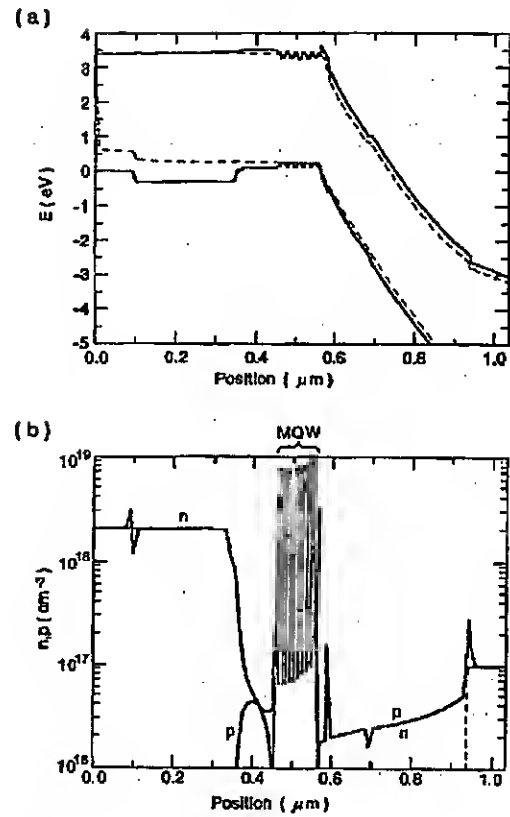 (a)
4
3
2
1
0
-1
-2
-3
-4
-5
E (eV)
0.0 0.2 0.4 0.6 0.8 1.0
Position ( μm)
(b)
MQW
10¹⁹
10¹⁸
10¹⁷
10¹⁶
n,p (cm⁻³)
n
p
p
n
0.0 0.2 0.4 0.6 0.8 1.0
Position ( μm)